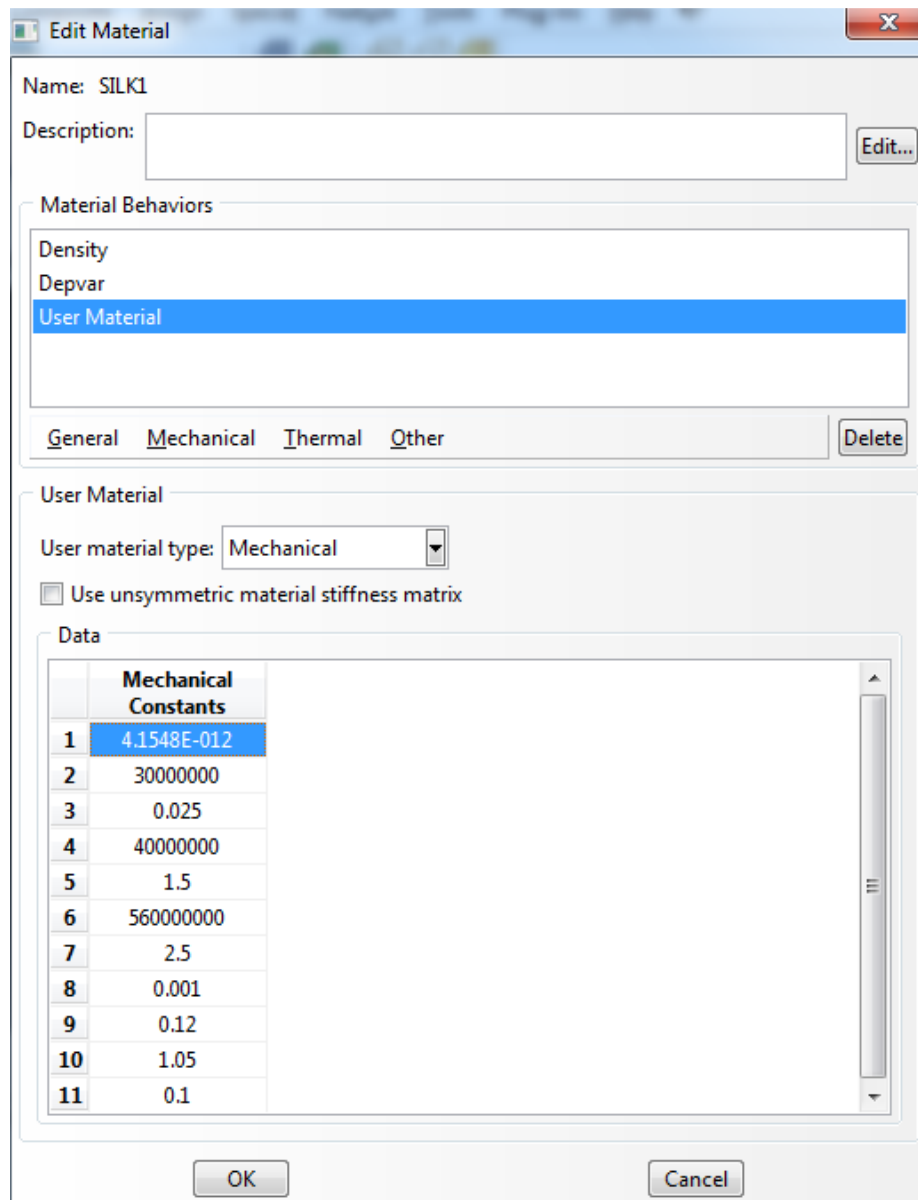 Edit Material
Name: SILK1
Description:
Edit...
Material Behaviors
Density
Depvar
User Material
General Mechanical Thermal Other Delete
User Material
User material type: Mechanical
Use unsymmetric material stiffness matrix
Data
Mechanical
Constants
1 4.1548E-012
2 30000000
3 0.025
4 40000000
5 1.5
6 560000000
7 2.5
8 0.001
9 0.12
10 1.05
11 0.1
OK Cancel